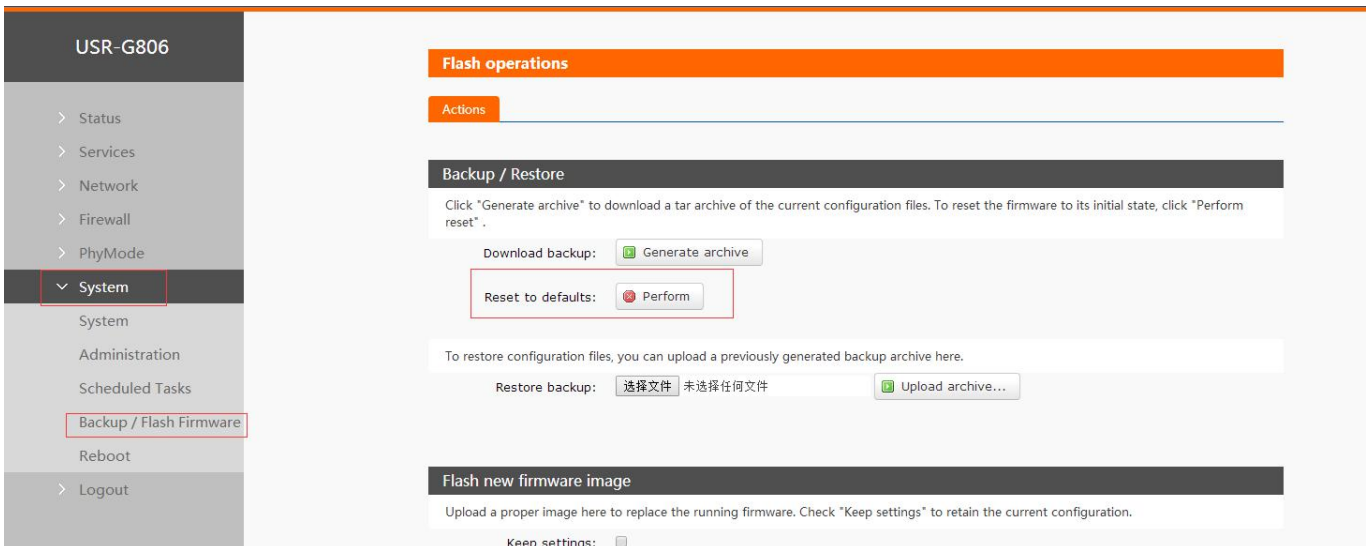 USR-G806
Status
Services
Network
Firewall
PhyMode
System
System
Administration
Scheduled Tasks
Backup / Flash Firmware
Reboot
Logout
Flash operations
Actions
Backup / Restore
Click "Generate archive" to download a tar archive of the current configuration files. To reset the firmware to its initial state, click "Perform
reset" .
Download backup: Generate archive
Reset to defaults: Perform
To restore configuration files, you can upload a previously generated backup archive here.
Restore backup: 选择文件 未选择任何文件 Upload archive...
Flash new firmware image
Upload a proper image here to replace the running firmware. Check "Keep settings" to retain the current configuration.
Keep settings: